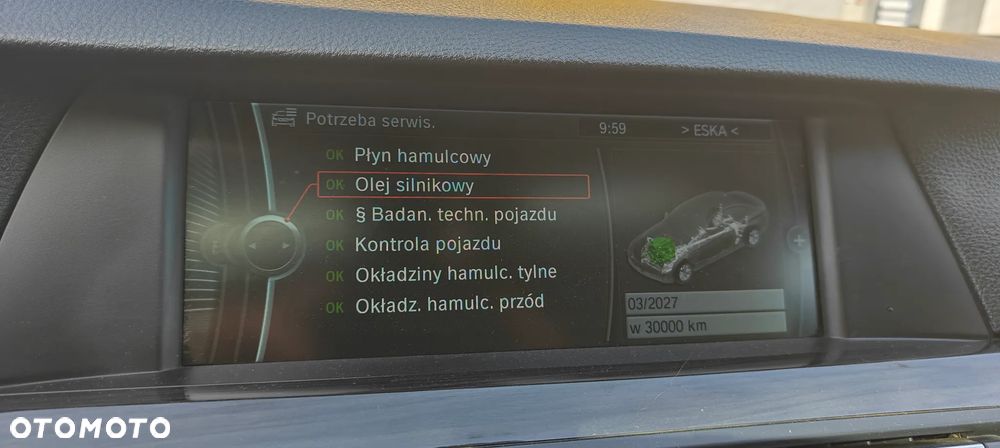 Potrzeba serwis.
9:59
> ESKA <
OK Płyn hamulcowy
OK Olej silnikowy
OK § Badan. techn. pojazdu
OK Kontrola pojazdu
OK Okładziny hamulc. tylne
OK Okładz. hamulc. przód
03/2027
w 30000 km
OTOMOTO